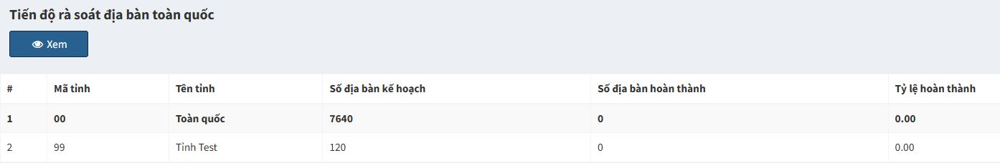 Tiến độ rà soát địa bàn toàn quốc
Xem
# Mã tỉnh Tên tỉnh Số địa bàn kế hoạch Số địa bàn hoàn thành Tỷ lệ hoàn thành
1 00 Toàn quốc 7640 0 0.00
2 99 Tỉnh Test 120 0 0.00